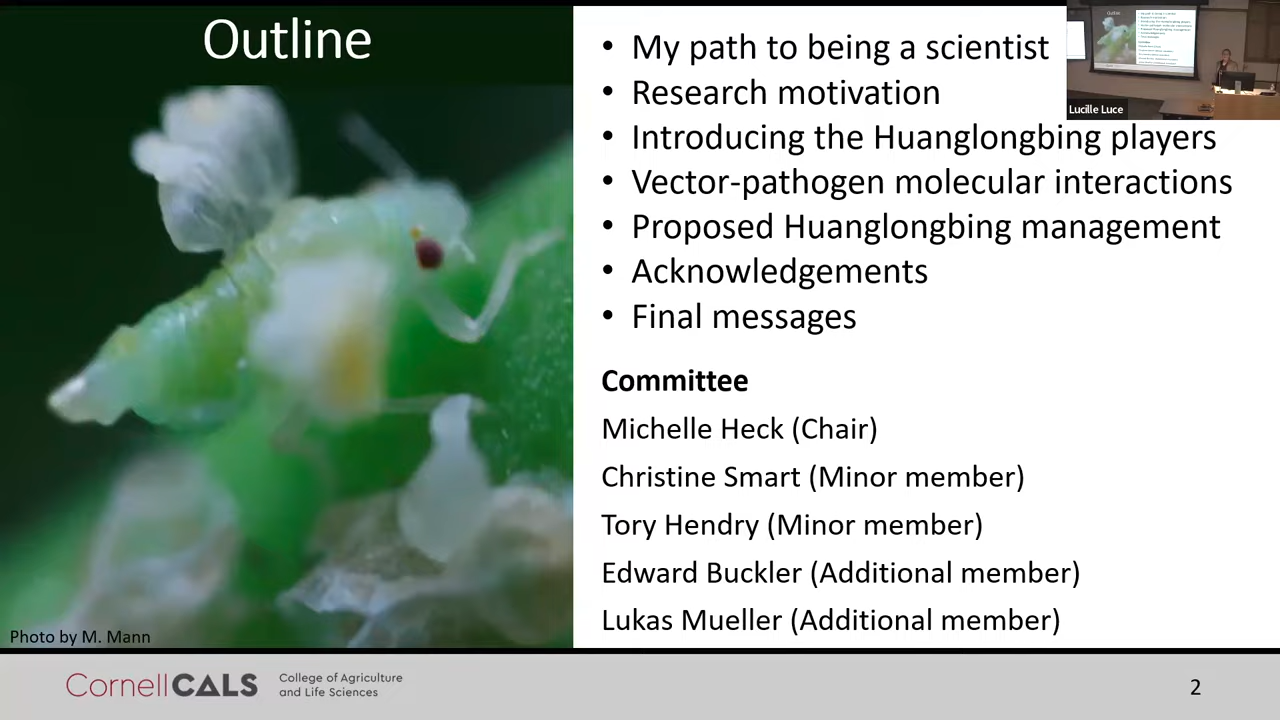 Outline
• My path to being a scientist
• Research motivation
• Introducing the Huanglongbing players
• Vector-pathogen molecular interactions
• Proposed Huanglongbing management
• Acknowledgements
• Final messages
Committee
Michelle Heck (Chair)
Christine Smart (Minor member)
Tory Hendry (Minor member)
Edward Buckler (Additional member)
Lukas Mueller (Additional member)
Lucille Luce
Photo by M. Mann
CornellCALS
College of Agriculture
and Life Sciences
2